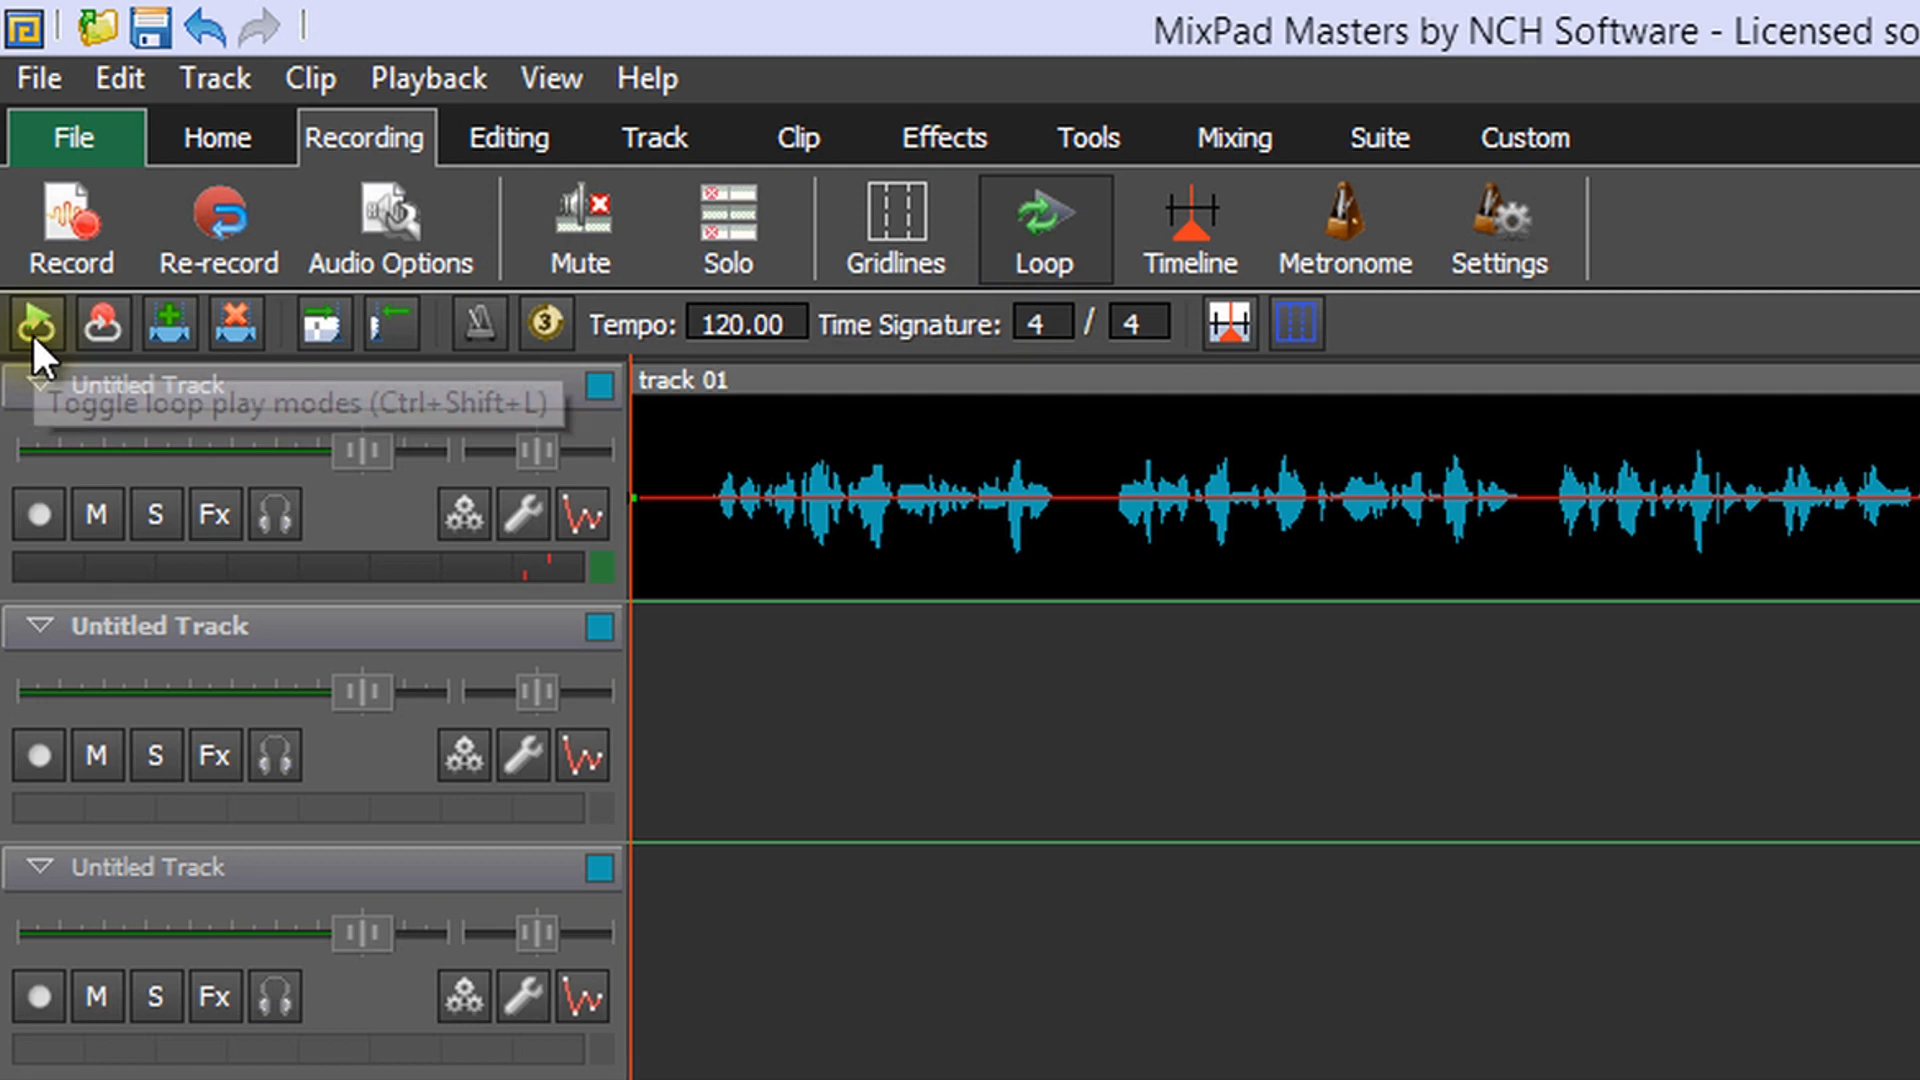 MixPad Masters by NCH Software - Licensed so
File Edit Track Clip Playback View Help
File Home Recording Editing Track Clip Effects Tools Mixing Suite Custom
Record Re-record Audio Options Mute Solo Gridlines Loop Timeline Metronome Settings
3 Tempo: 120.00 Time Signature: 4 / 4
Untitled Track
track 01
Toggle loop play modes (Ctrl+Shift+L)
M S Fx
Untitled Track
M S Fx
Untitled Track
M S Fx